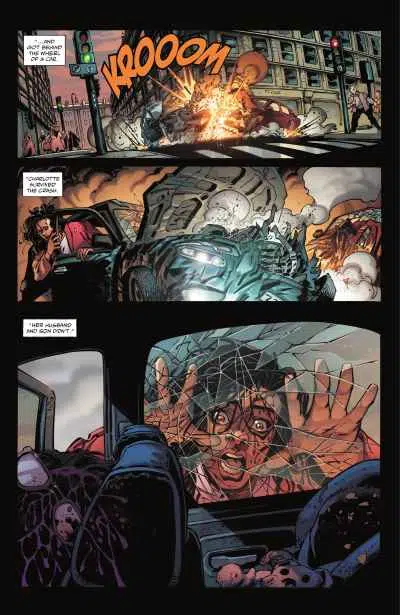 "...AND
GOT BEHIND
THE WHEEL
OF A CAR.
KROOOM
"CHARLOTTE
SURVIVED
THE CRASH.
"HER HUSBAND
AND SON DIDN'T."